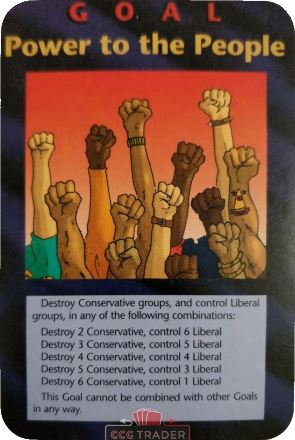 GOAL
Power to the People
Destroy Conservative groups, and control Liberal
groups, in any of the following combinations:
Destroy 2 Conservative, control 6 Liberal
Destroy 3 Conservative, control 5 Liberal
Destroy 4 Conservative, control 4 Liberal
Destroy 5 Conservative, control 3 Liberal
Destroy 6 Conservative, control 1 Liberal
This Goal cannot be combined with other Goals
in any way.
CCG TRADER